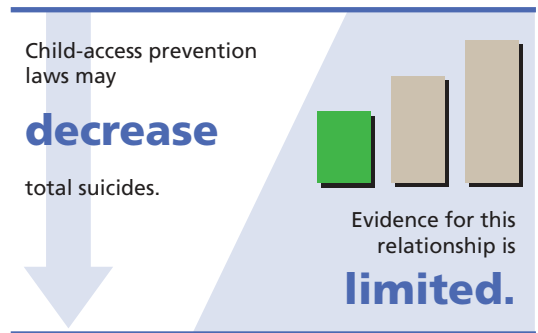 Child-access prevention
laws may
decrease
total suicides.
Evidence for this
relationship is
limited.